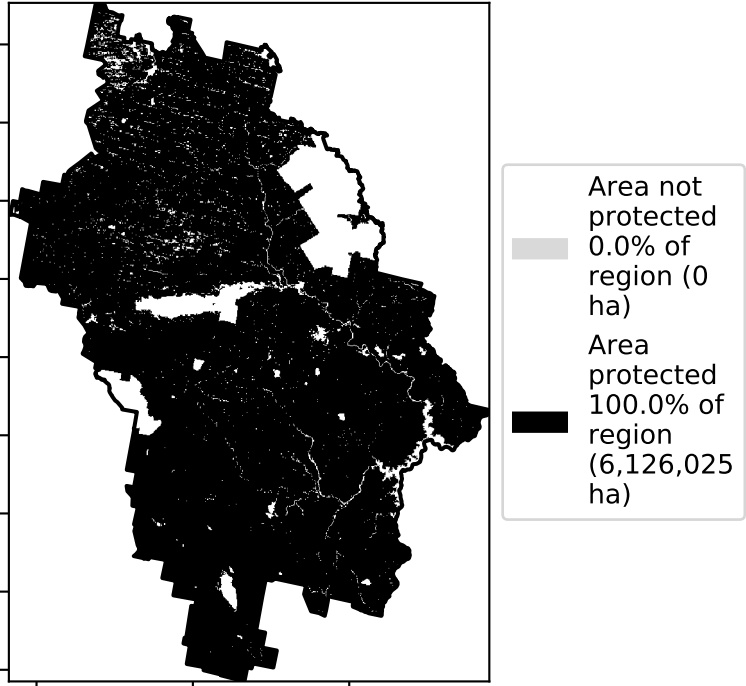 Area not
protected
0.0% of
region (0
ha)
Area
protected
100.0% of
region
(6,126,025
ha)